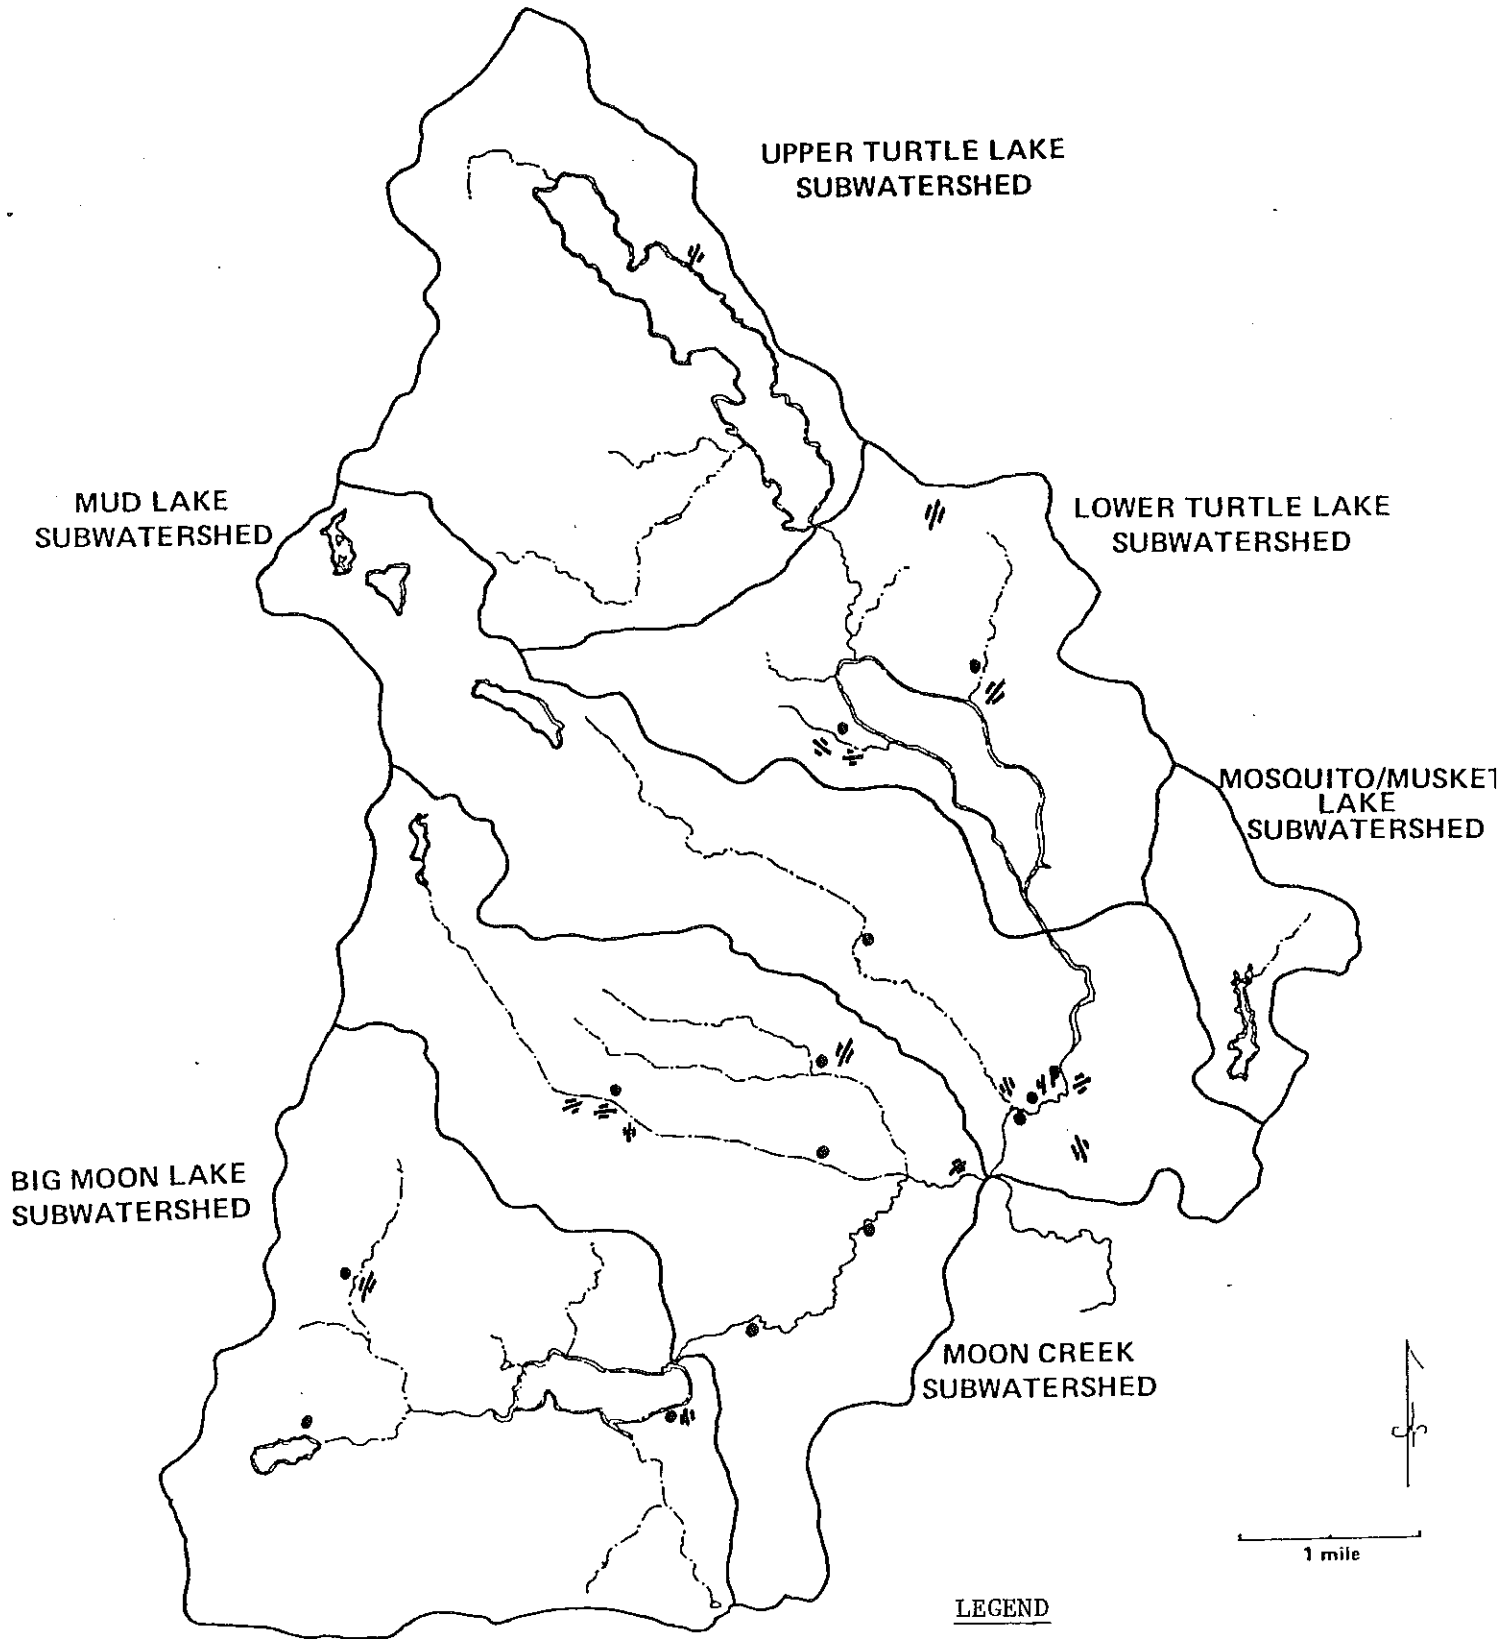 UPPER TURTLE LAKE
SUBWATERSHED
MUD LAKE
SUBWATERSHED
LOWER TURTLE LAKE
SUBWATERSHED
MOSQUITO/MUSKET
LAKE
SUBWATERSHED
BIG MOON LAKE
SUBWATERSHED
MOON CREEK
SUBWATERSHED
1 mile
LEGEND